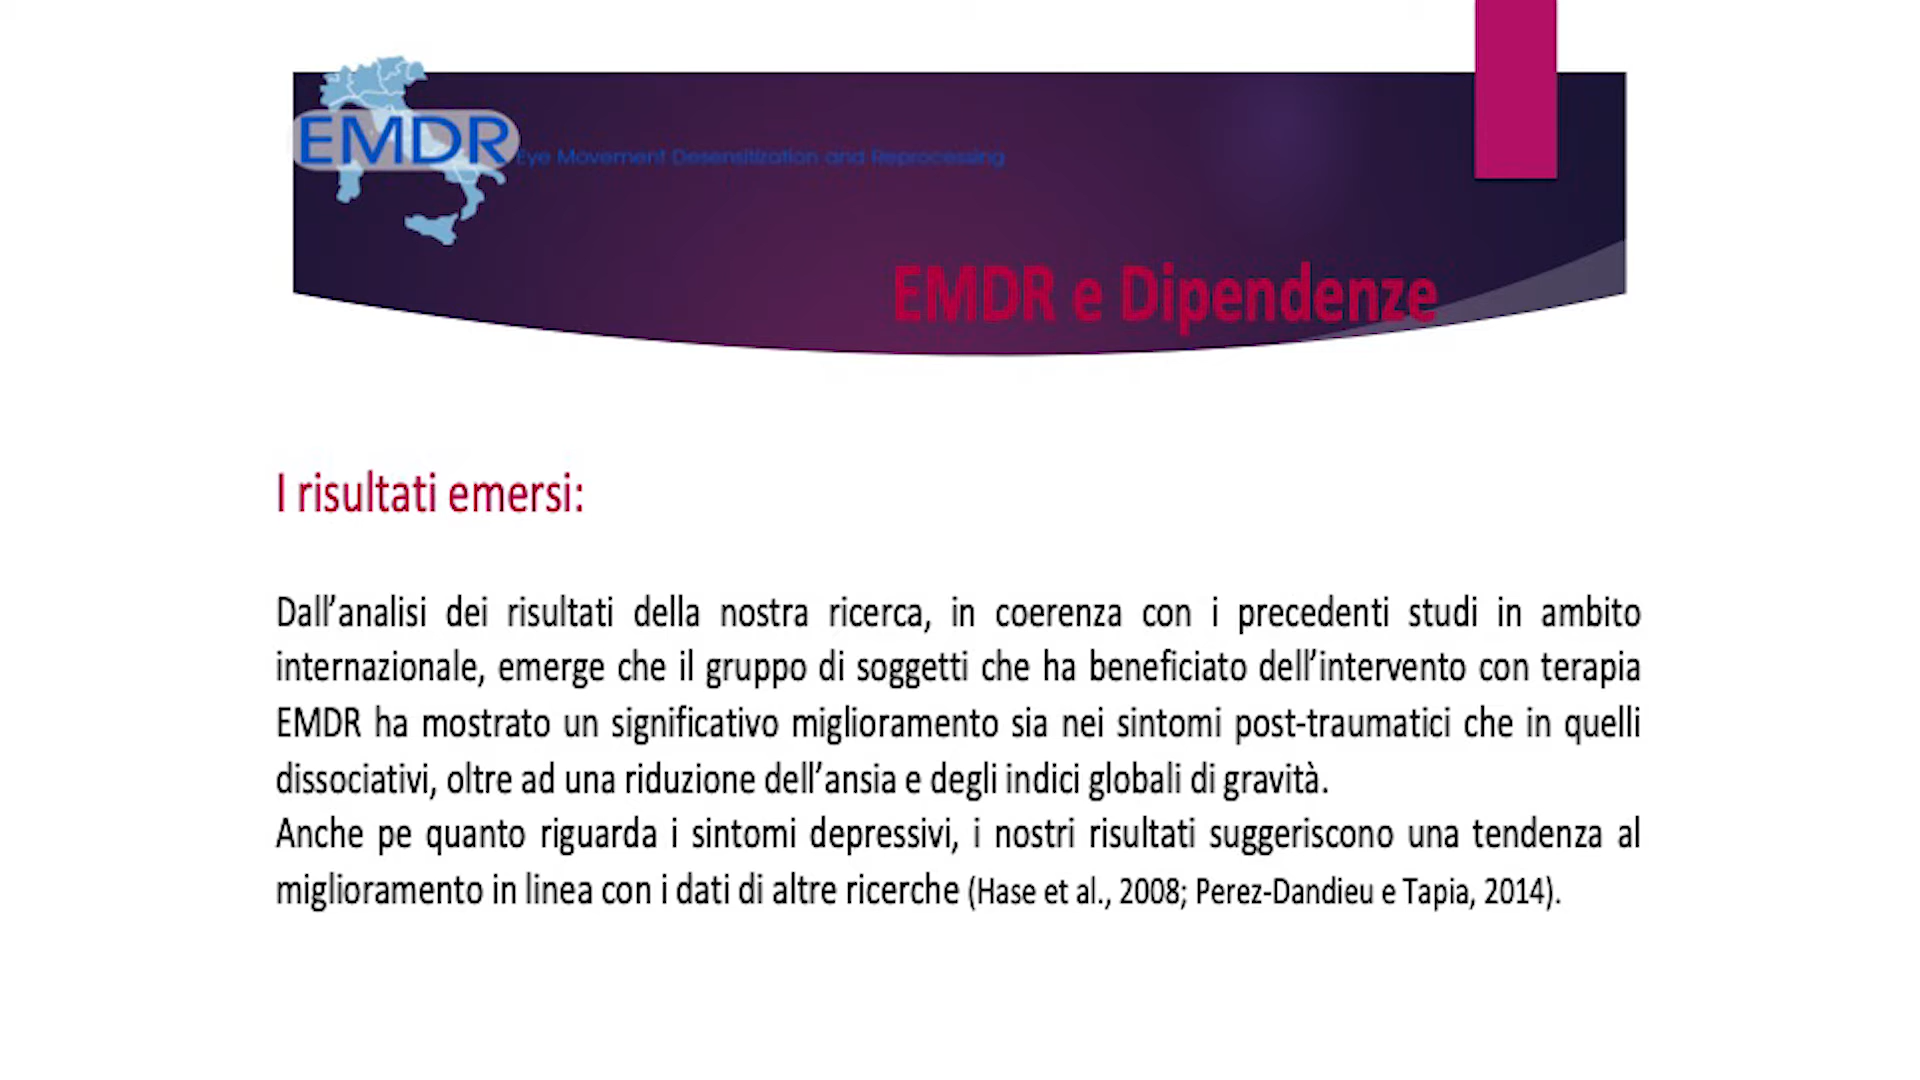 EMDR
Eye Movement Desensitization and Reprocessing
EMDR e Dipendenze
I risultati emersi:
Dall’analisi dei risultati della nostra ricerca, in coerenza con i precedenti studi in ambito
internazionale, emerge che il gruppo di soggetti che ha beneficiato dell’intervento con terapia
EMDR ha mostrato un significativo miglioramento sia nei sintomi post-traumatici che in quelli
dissociativi, oltre ad una riduzione dell’ansia e degli indici globali di gravità.
Anche pe quanto riguarda i sintomi depressivi, i nostri risultati suggeriscono una tendenza al
miglioramento in linea con i dati di altre ricerche (Hase et al., 2008; Perez-Dandieu e Tapia, 2014).